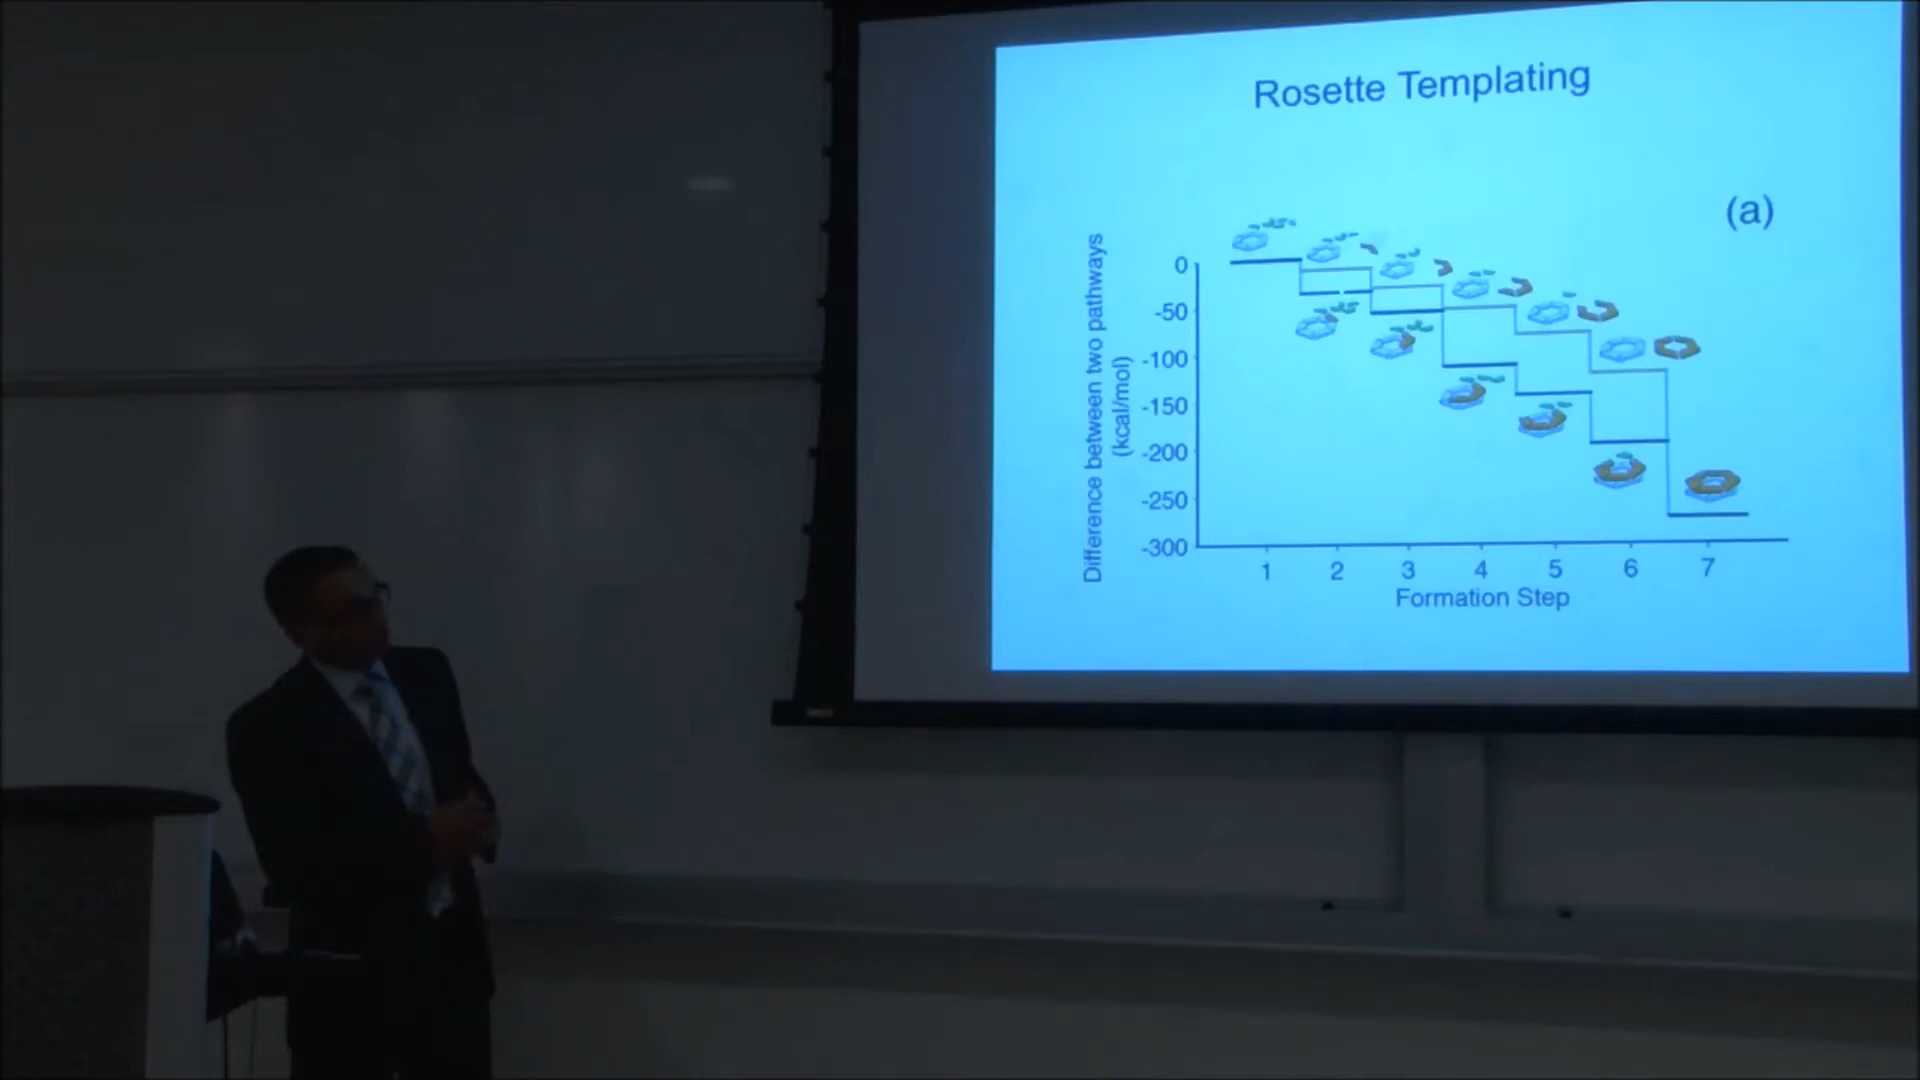 Rosette Templating
(a)
Difference between two pathways
(kcal/mol)
0
-50
-100
-150
-200
-250
-300
1 2 3 4 5 6 7
Formation Step